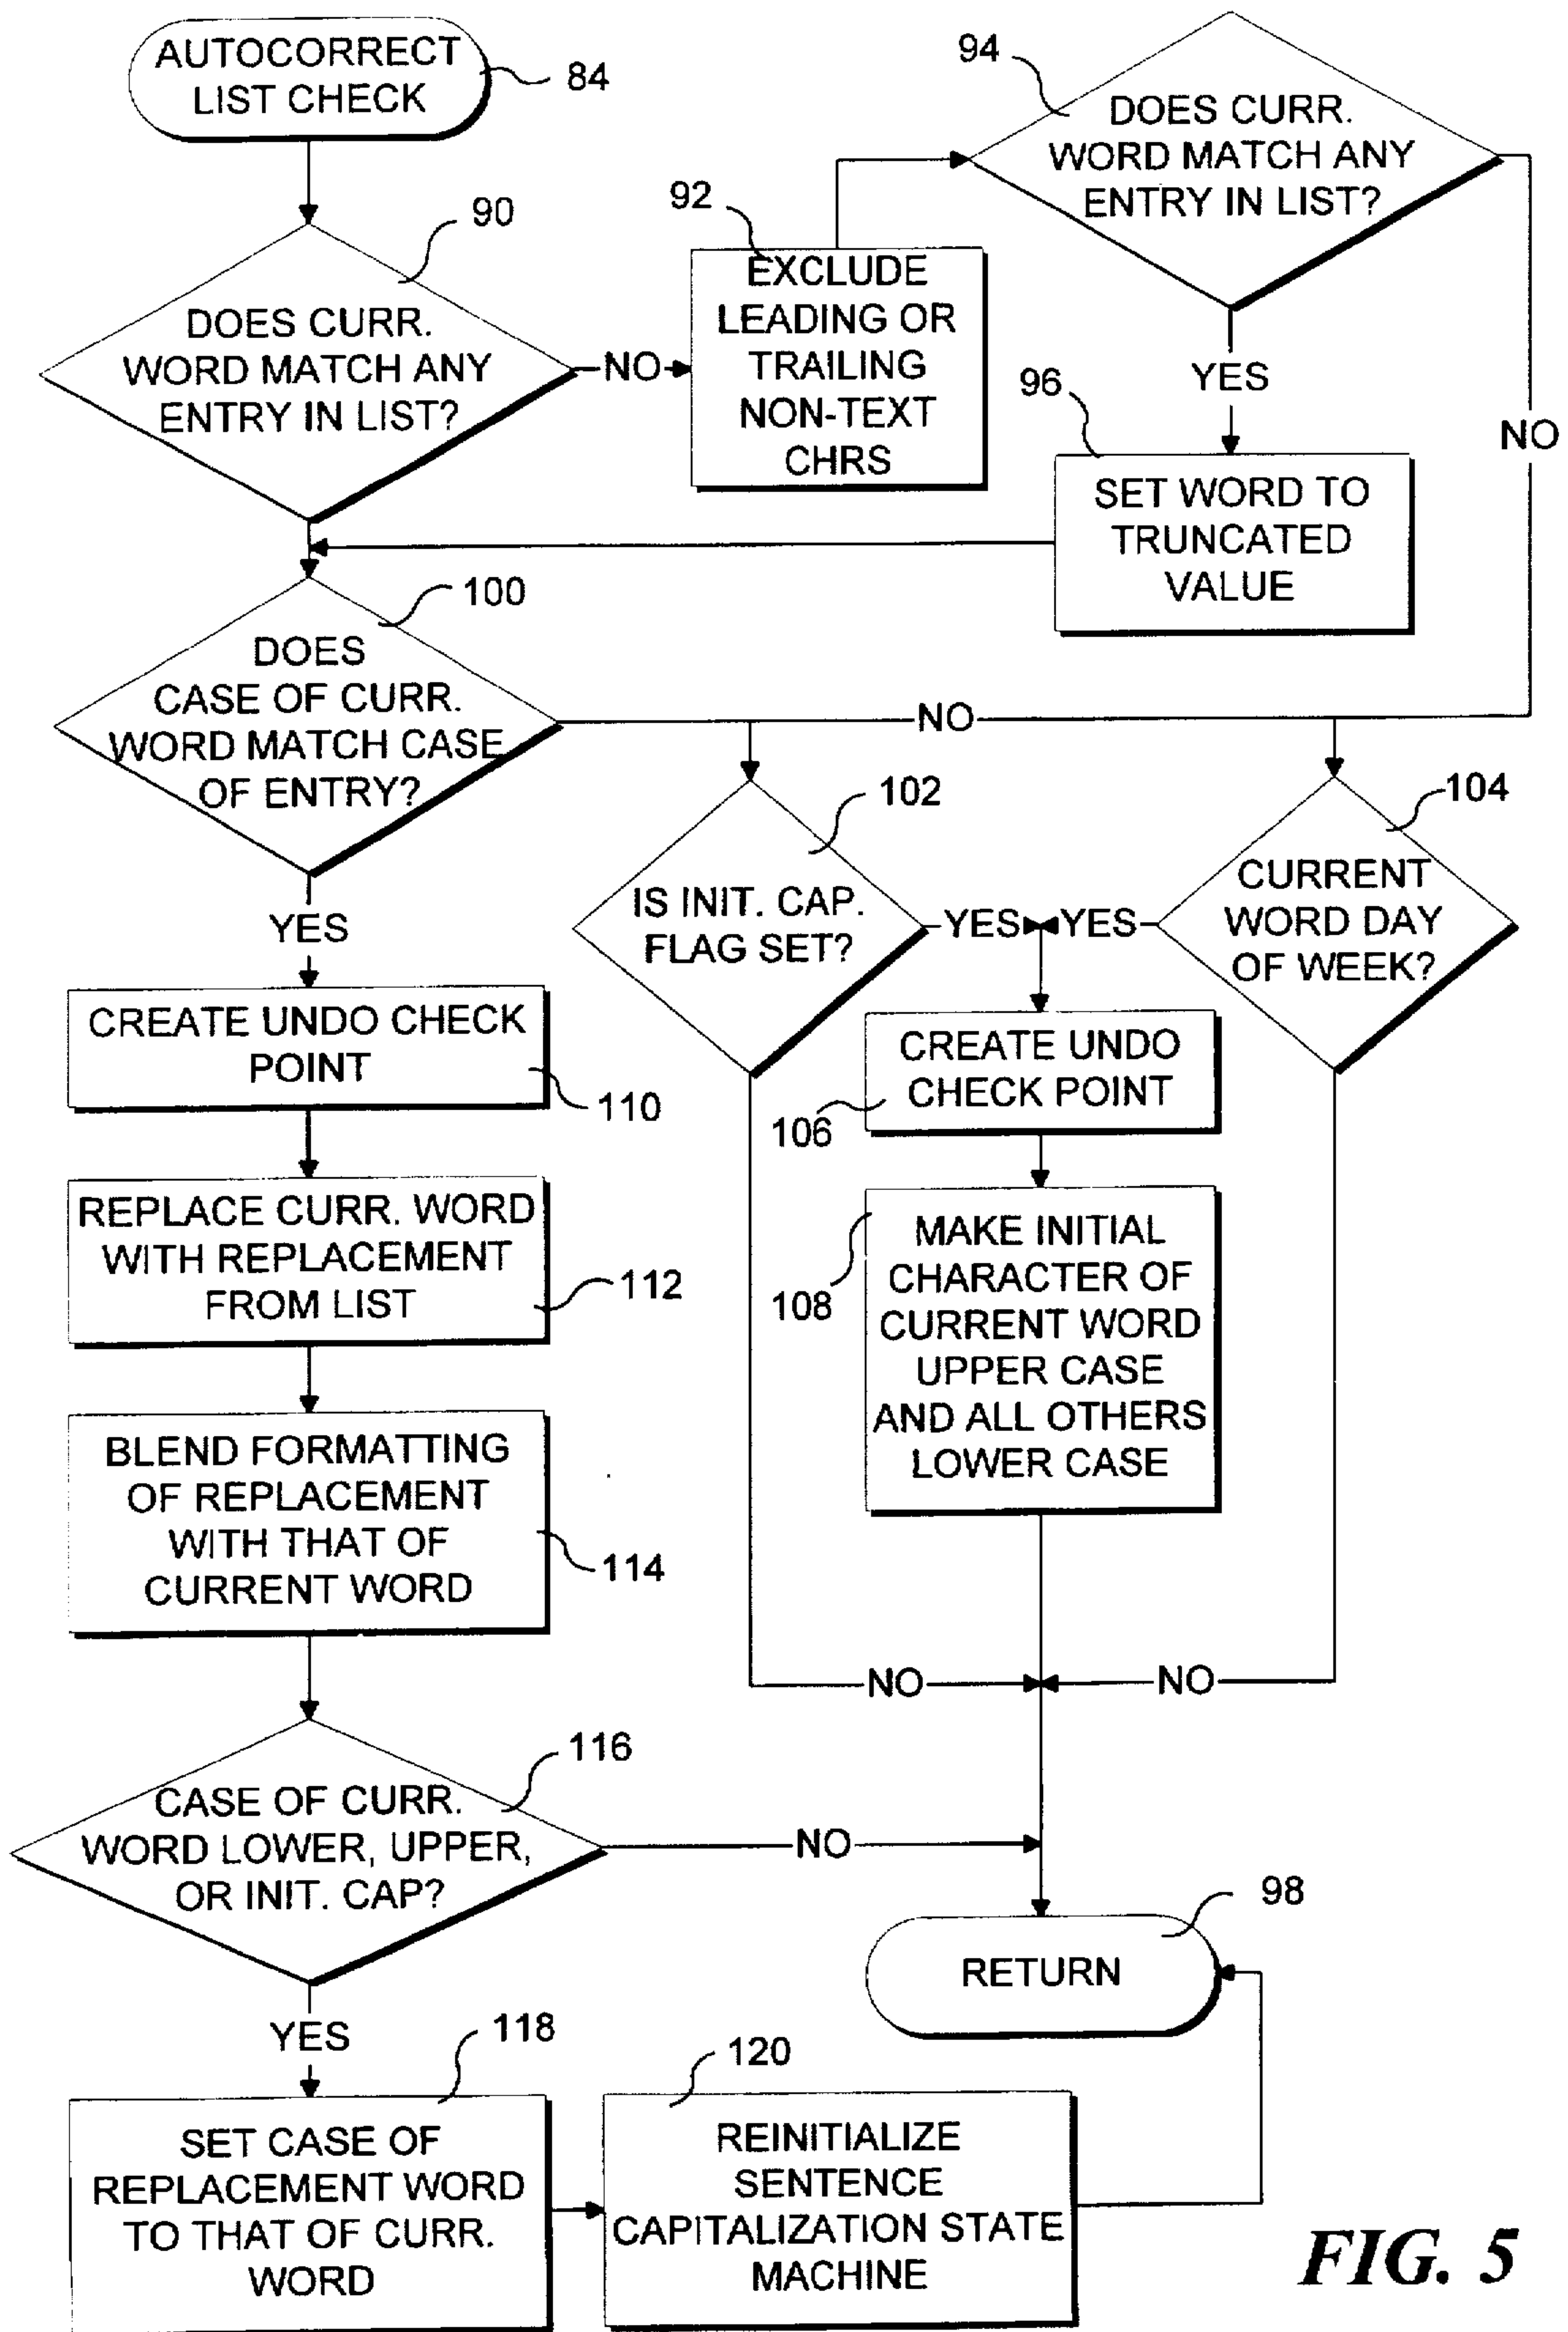 AUTOCORRECT
LIST CHECK
84
90
DOES CURR.
WORD MATCH ANY
ENTRY IN LIST?
NO
92
EXCLUDE
LEADING OR
TRAILING
NON-TEXT
CHRS
94
DOES CURR.
WORD MATCH ANY
ENTRY IN LIST?
YES
NO
96
SET WORD TO
TRUNCATED
VALUE
100
DOES
CASE OF CURR.
WORD MATCH CASE
OF ENTRY?
NO
YES
102
IS INIT. CAP.
FLAG SET?
YES
104
CURRENT
WORD DAY
OF WEEK?
YES
CREATE UNDO
CHECK POINT
106
MAKE INITIAL
CHARACTER OF
CURRENT WORD
UPPER CASE
AND ALL OTHERS
LOWER CASE
108
NO
NO
CREATE UNDO CHECK
POINT
110
REPLACE CURR. WORD
WITH REPLACEMENT
FROM LIST
112
BLEND FORMATTING
OF REPLACEMENT
WITH THAT OF
CURRENT WORD
114
116
CASE OF CURR.
WORD LOWER, UPPER,
OR INIT. CAP?
NO
YES
98
RETURN
118
SET CASE OF
REPLACEMENT WORD
TO THAT OF CURR.
WORD
120
REINITIALIZE
SENTENCE
CAPITALIZATION STATE
MACHINE
FIG. 5